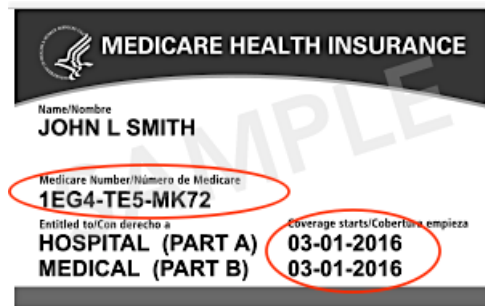 MEDICARE HEALTH INSURANCE
Name/Nombre
JOHN L SMITH
Medicare Number/Número de Medicare
1EG4-TE5-MK72
Entitled to/Con derecho a Coverage starts/Cobertura empieza
HOSPITAL (PART A) 03-01-2016
MEDICAL (PART B) 03-01-2016
SAMPLE